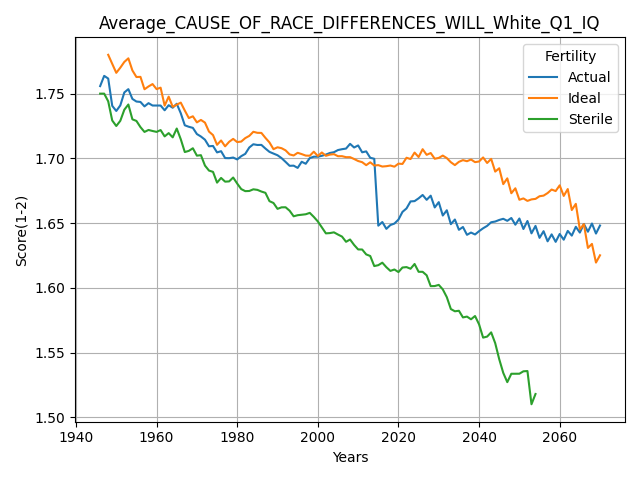 Average_CAUSE_OF_RACE_DIFFERENCES_WILL_White_Q1_IQ
Fertility
Actual
Ideal
Sterile
Score(1-2)
1.75
1.70
1.65
1.60
1.55
1.50
1940
1960
1980
2000
2020
2040
2060
Years